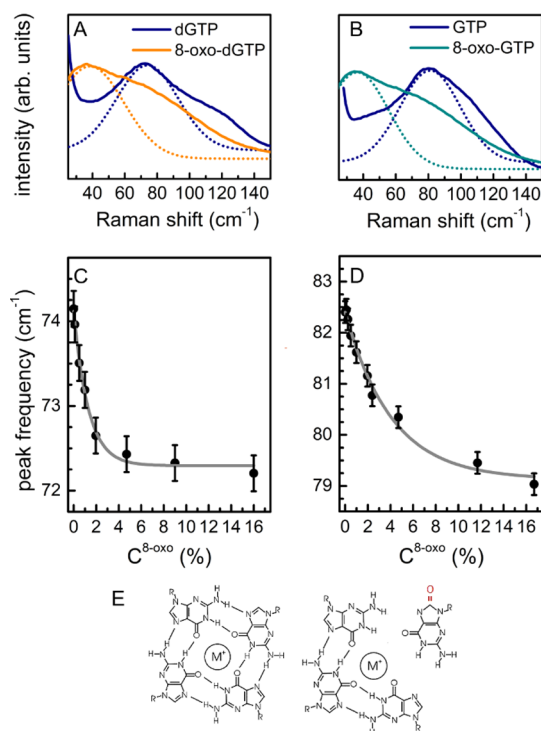 A
dGTP
8-oxo-dGTP
intensity (arb. units)
40 80 120
Raman shift (cm-1)
B
GTP
8-oxo-GTP
40 60 80 100 120 140
Raman shift (cm-1)
C
74
73
72
peak frequency (cm-1)
0 2 4 6 8 10 12 14 16
C8-oxo (%)
D
83
82
81
80
79
0 2 4 6 8 10 12 14 16
C8-oxo (%)
E
R N N N H H O N H N H N R
M+
R N N N H H O N H N H N R
R N N N H H O N H N
M+
R N N N H H O N H N H N R
O
H N N R O N N H N H H